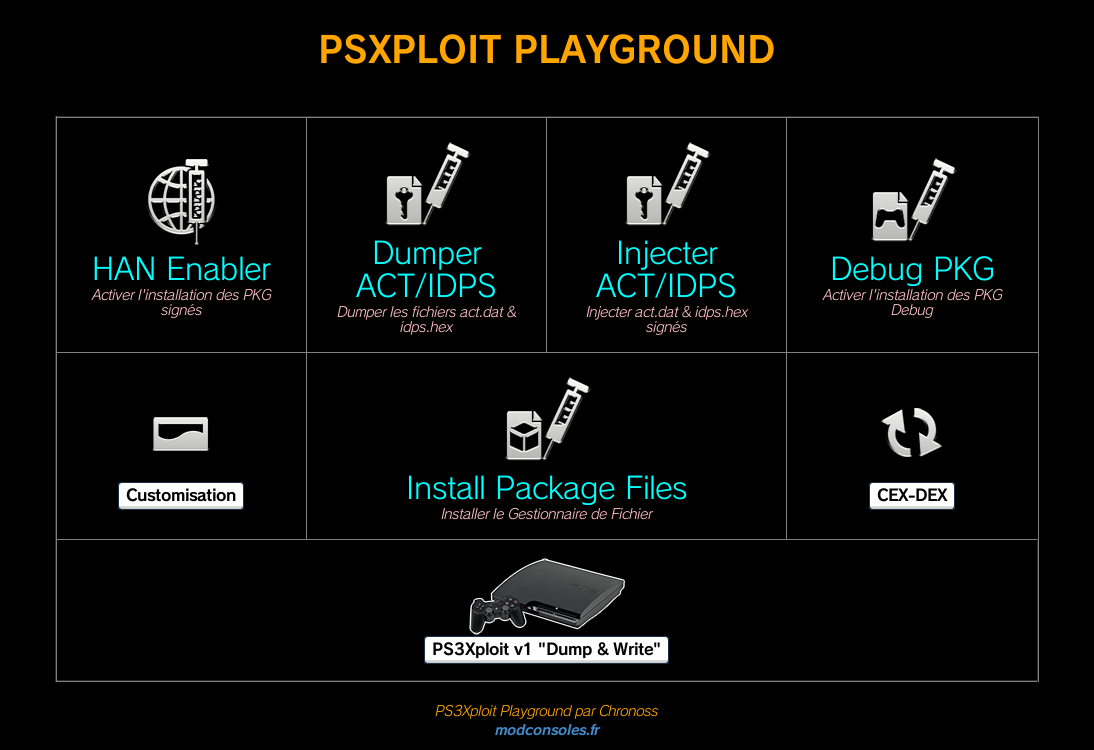 PSXPLOIT PLAYGROUND
HAN Enabler
Activer l'installation des PKG
signés
Dumper
ACT/IDPS
Dumper les fichiers act.dat &
idps.hex
Injecter
ACT/IDPS
Injecter act.dat & idps.hex
signés
Debug PKG
Activer l'installation des PKG
Debug
Customisation
Install Package Files
Installer le Gestionnaire de Fichier
CEX-DEX
PS3Xploit v1 "Dump & Write"
PS3Xploit Playground par Chronoss
modconsoles.fr